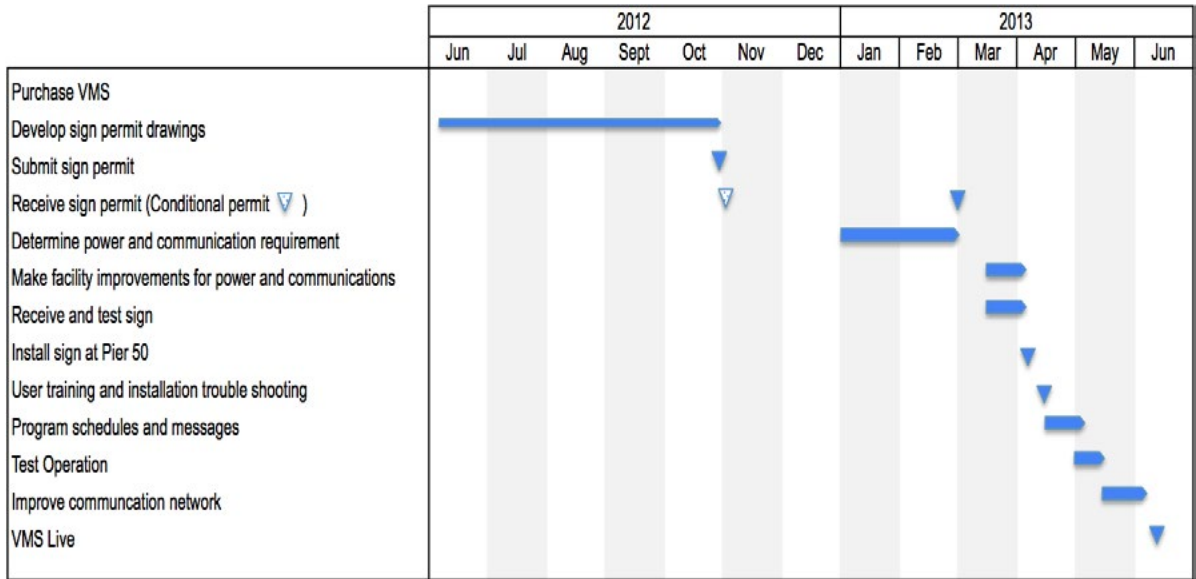 2012 2013
Jun Jul Aug Sept Oct Nov Dec Jan Feb Mar Apr May Jun
Purchase VMS
Develop sign permit drawings
Submit sign permit
Receive sign permit (Conditional permit )
Determine power and communication requirement
Make facility improvements for power and communications
Receive and test sign
Install sign at Pier 50
User training and installation trouble shooting
Program schedules and messages
Test Operation
Improve communcation network
VMS Live